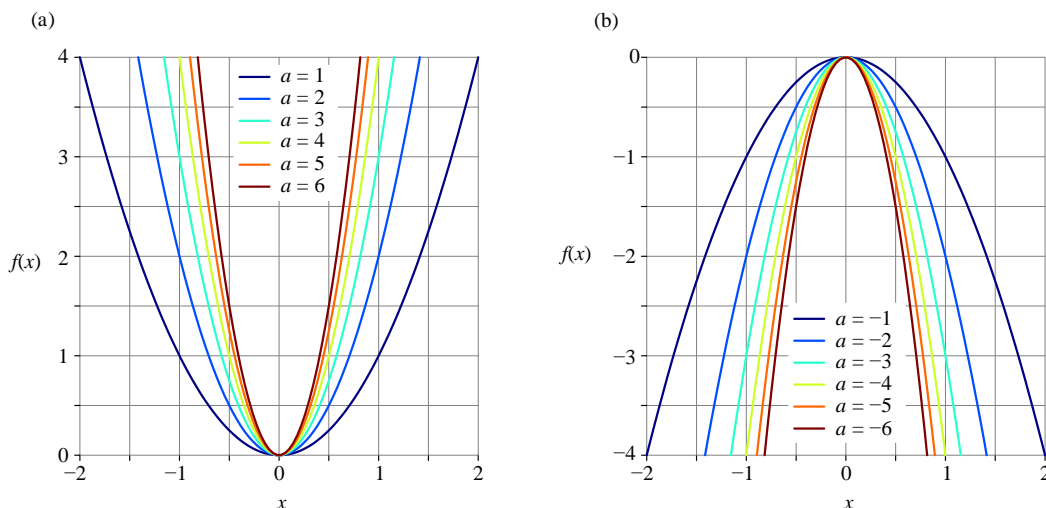 (a)
4
3
2
1
0
f(x)
−2 −1 0 1 2
x
a = 1
a = 2
a = 3
a = 4
a = 5
a = 6
(b)
0
−1
−2
−3
−4
f(x)
−2 −1 0 1 2
x
a = −1
a = −2
a = −3
a = −4
a = −5
a = −6